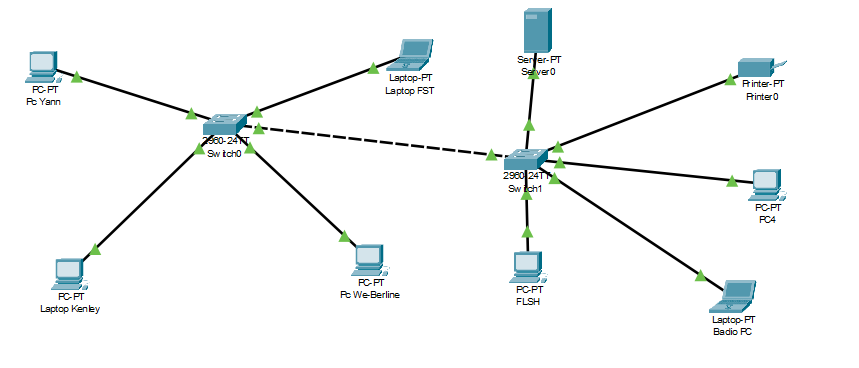 PC-PT
Pc Yann
Laptop-PT
Laptop FST
2960-24TT
Switch0
PC-PT
Laptop Kenley
PC-PT
Pc We-Berline
Server-PT
Server0
Printer-PT
Printer0
2960-24TT
Switch1
PC-PT
PC4
PC-PT
FLSH
Laptop-PT
Badio PC